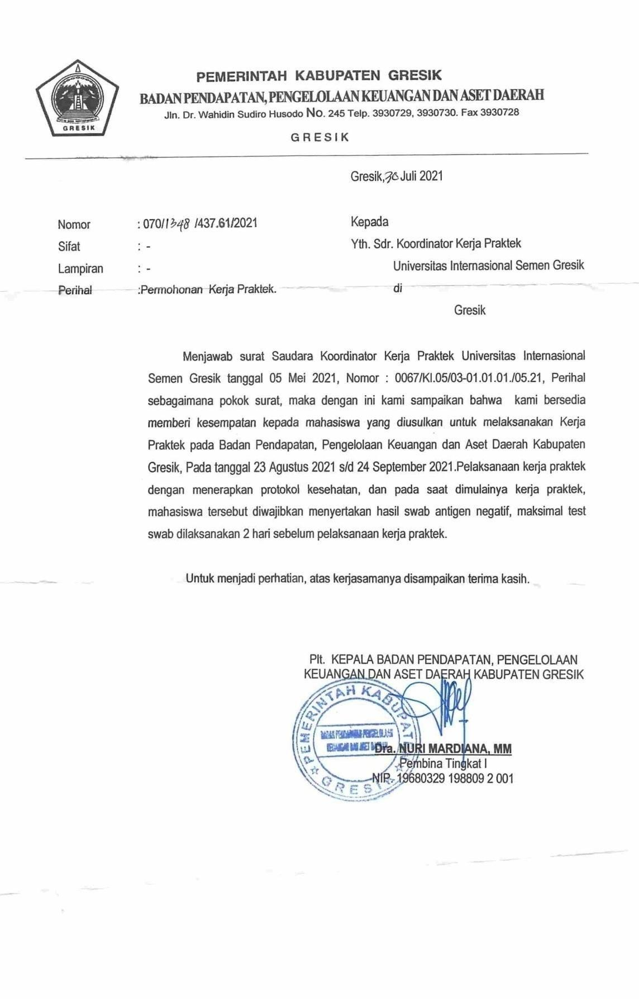 PEMERINTAH KABUPATEN GRESIK
BADAN PENDAPATAN, PENGELOLAAN KEUANGAN DAN ASET DAERAH
Jln. Dr. Wahidin Sudiro Husodo No. 245 Telp. 3930729, 3930730. Fax 3930728
GRESIK
GRESIK
Gresik, 30 Juli 2021
Nomor : 070/1348 /437.61/2021
Sifat : -
Lampiran : -
Perihal :Permohonan Kerja Praktek.
Kepada
Yth. Sdr. Koordinator Kerja Praktek
Universitas Internasional Semen Gresik
di
Gresik
Menjawab surat Saudara Koordinator Kerja Praktek Universitas Internasional
Semen Gresik tanggal 05 Mei 2021, Nomor : 0067/KI.05/03-01.01.01./05.21, Perihal
sebagaimana pokok surat, maka dengan ini kami sampaikan bahwa kami bersedia
memberi kesempatan kepada mahasiswa yang diusulkan untuk melaksanakan Kerja
Praktek pada Badan Pendapatan, Pengelolaan Keuangan dan Aset Daerah Kabupaten
Gresik, Pada tanggal 23 Agustus 2021 s/d 24 September 2021.Pelaksanaan kerja praktek
dengan menerapkan protokol kesehatan, dan pada saat dimulainya kerja praktek,
mahasiswa tersebut diwajibkan menyertakan hasil swab antigen negatif, maksimal test
swab dilaksanakan 2 hari sebelum pelaksanaan kerja praktek.
Untuk menjadi perhatian, atas kerjasamanya disampaikan terima kasih.
Plt. KEPALA BADAN PENDAPATAN, PENGELOLAAN
KEUANGAN DAN ASET DAERAH KABUPATEN GRESIK
PEMERINTAH KABUPATE
GRESIK
Dra. NURI MARDIANA, MM
Pembina Tingkat I
NIP. 19680329 198809 2 001